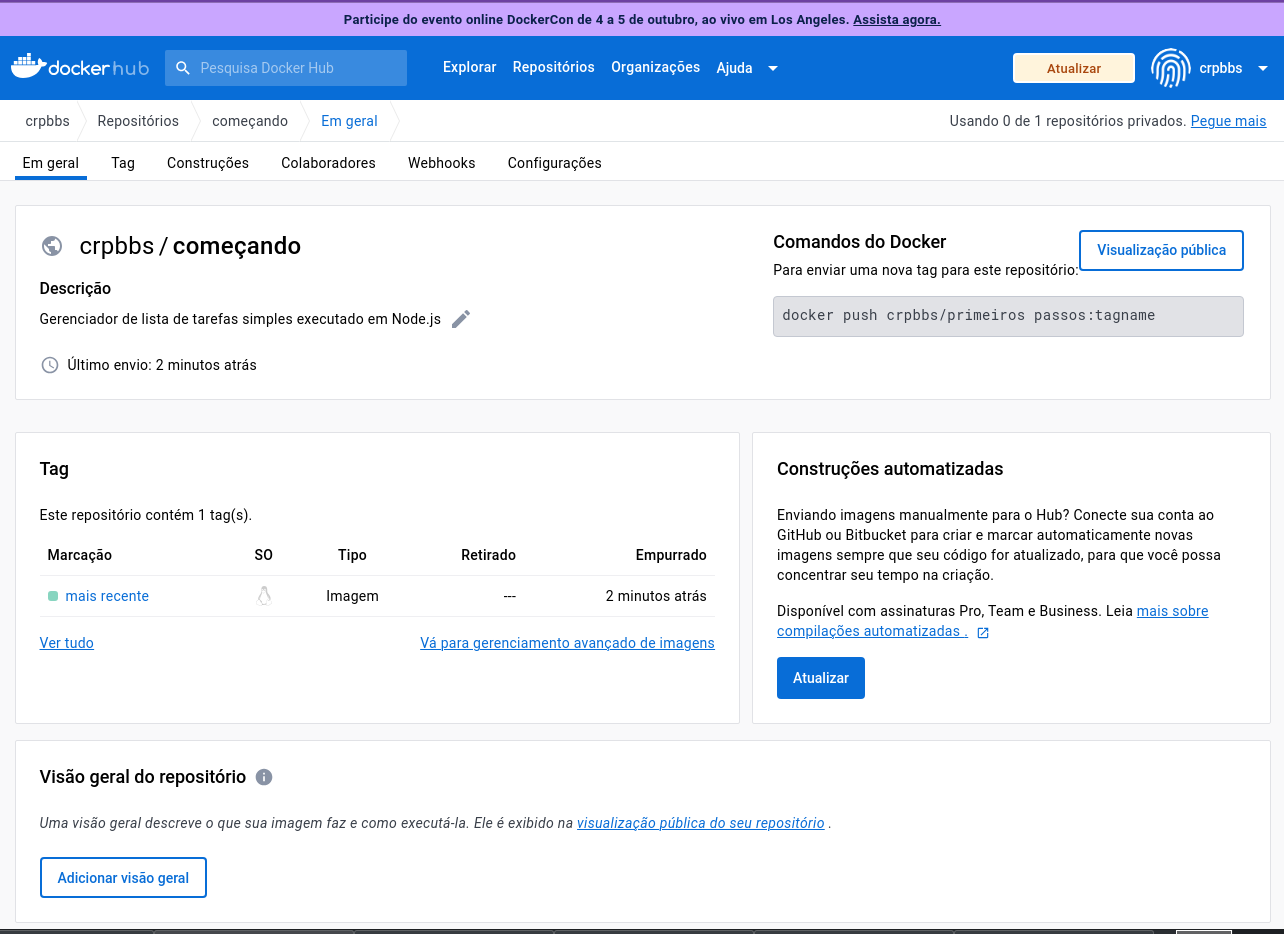 Participe do evento online DockerCon de 4 a 5 de outubro, ao vivo em Los Angeles. Assista agora.
dockerhub Pesquisa Docker Hub Explorar Repositórios Organizações Ajuda Atualizar crpbbs
crpbbs Repositórios começando Em geral Usando 0 de 1 repositórios privados. Pegue mais
Em geral Tag Construções Colaboradores Webhooks Configurações
crpbbs / começando
Descrição
Gerenciador de lista de tarefas simples executado em Node.js
Último envio: 2 minutos atrás
Comandos do Docker
Visualização pública
Para enviar uma nova tag para este repositório:
docker push crpbbs/primeiros passos:tagname
Tag
Este repositório contém 1 tag(s).
Marcação SO Tipo Retirado Empurrado
mais recente Imagem --- 2 minutos atrás
Ver tudo Vá para gerenciamento avançado de imagens
Construções automatizadas
Enviando imagens manualmente para o Hub? Conecte sua conta ao
GitHub ou Bitbucket para criar e marcar automaticamente novas
imagens sempre que seu código for atualizado, para que você possa
concentrar seu tempo na criação.
Disponível com assinaturas Pro, Team e Business. Leia mais sobre
compilações automatizadas .
Atualizar
Visão geral do repositório
Uma visão geral descreve o que sua imagem faz e como executá-la. Ele é exibido na visualização pública do seu repositório .
Adicionar visão geral